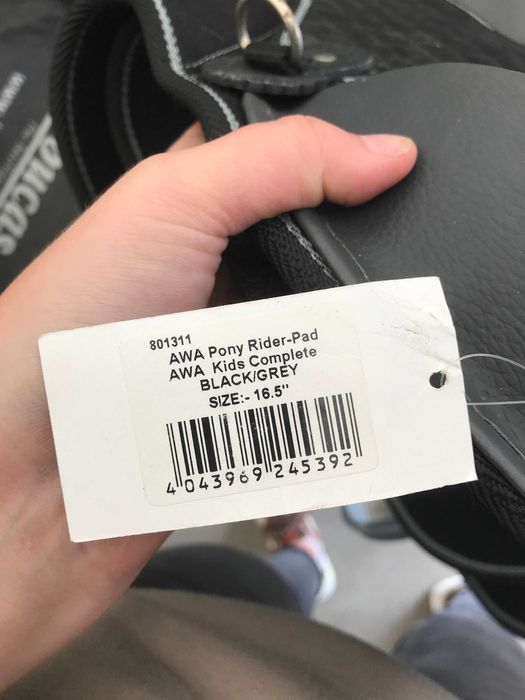 801311
AWA Pony Rider-Pad
AWA Kids Complete
BLACK/GREY
SIZE:- 16.5"
4 043969 245392